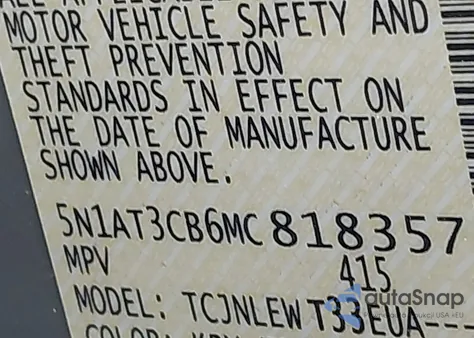 MOTOR VEHICLE SAFETY AND
THEFT PREVENTION
STANDARDS IN EFFECT ON
THE DATE OF MANUFACTURE
SHOWN ABOVE.
5N1AT3CB6MC818357
MPV 415
MODEL: TCJNLEWT33EUA---
autaSnap